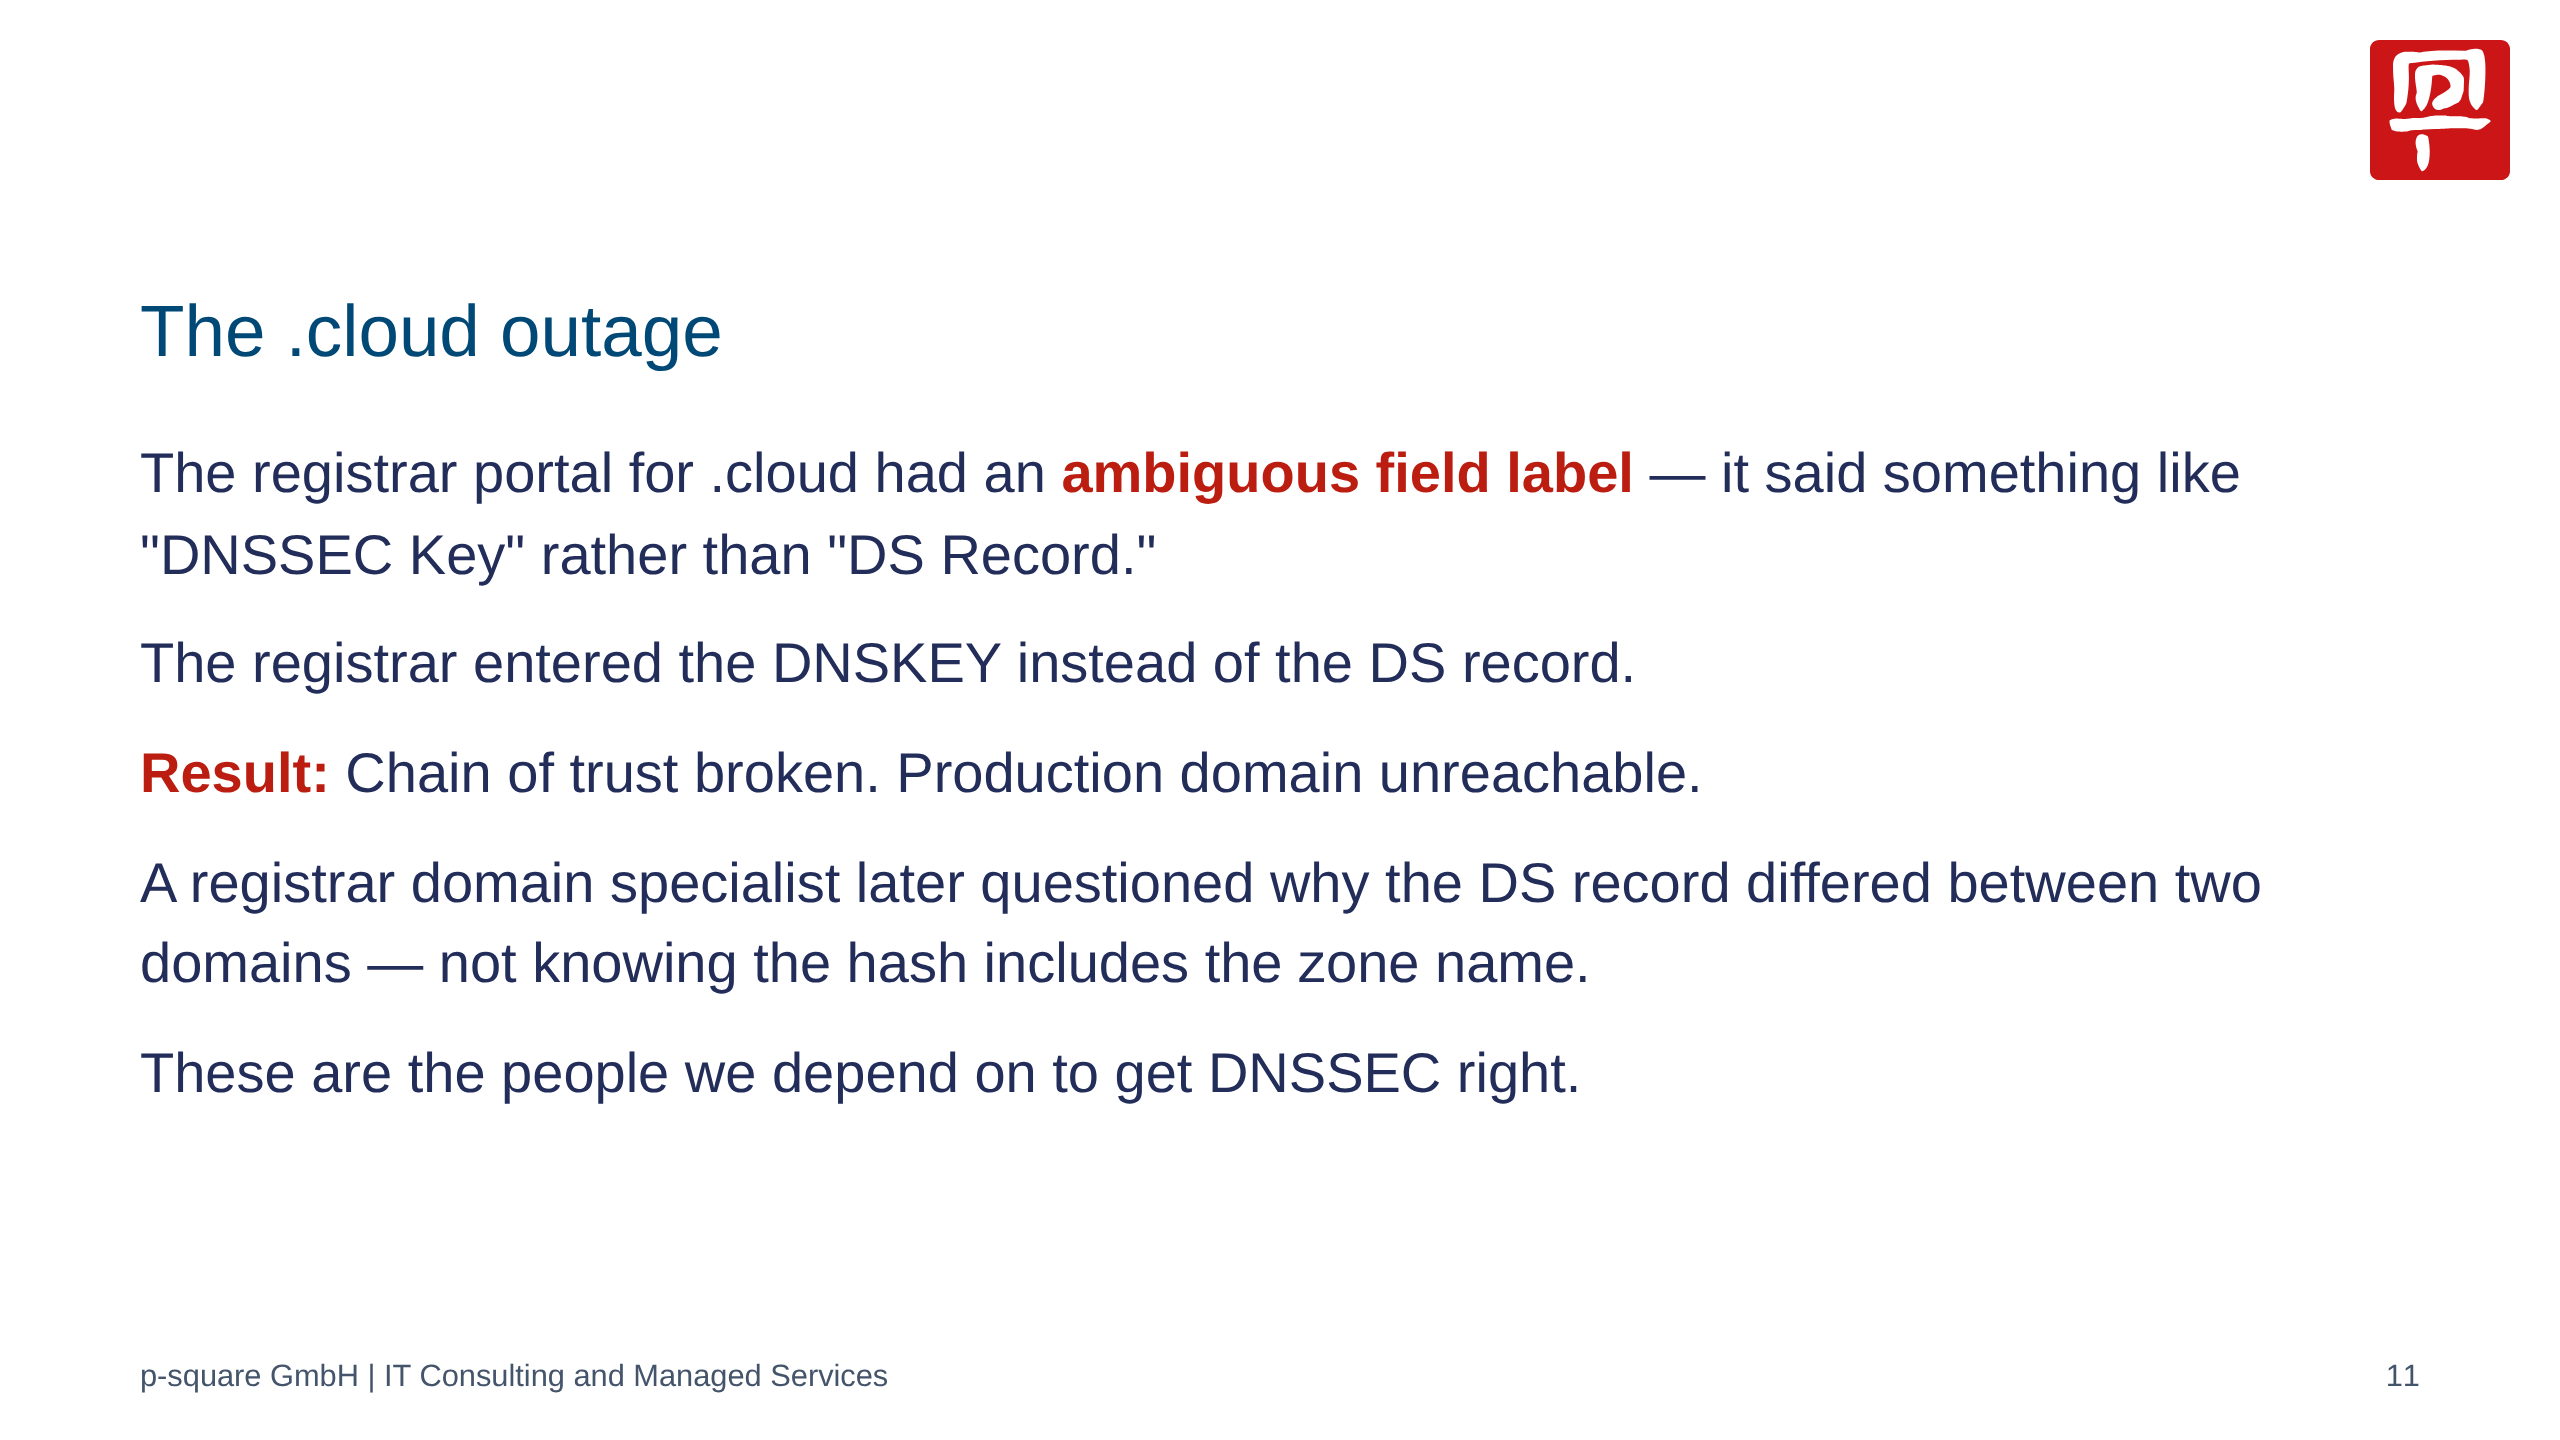 The .cloud outage
The registrar portal for .cloud had an ambiguous field label — it said something like
"DNSSEC Key" rather than "DS Record."
The registrar entered the DNSKEY instead of the DS record.
Result: Chain of trust broken. Production domain unreachable.
A registrar domain specialist later questioned why the DS record differed between two
domains — not knowing the hash includes the zone name.
These are the people we depend on to get DNSSEC right.
p-square GmbH | IT Consulting and Managed Services
11